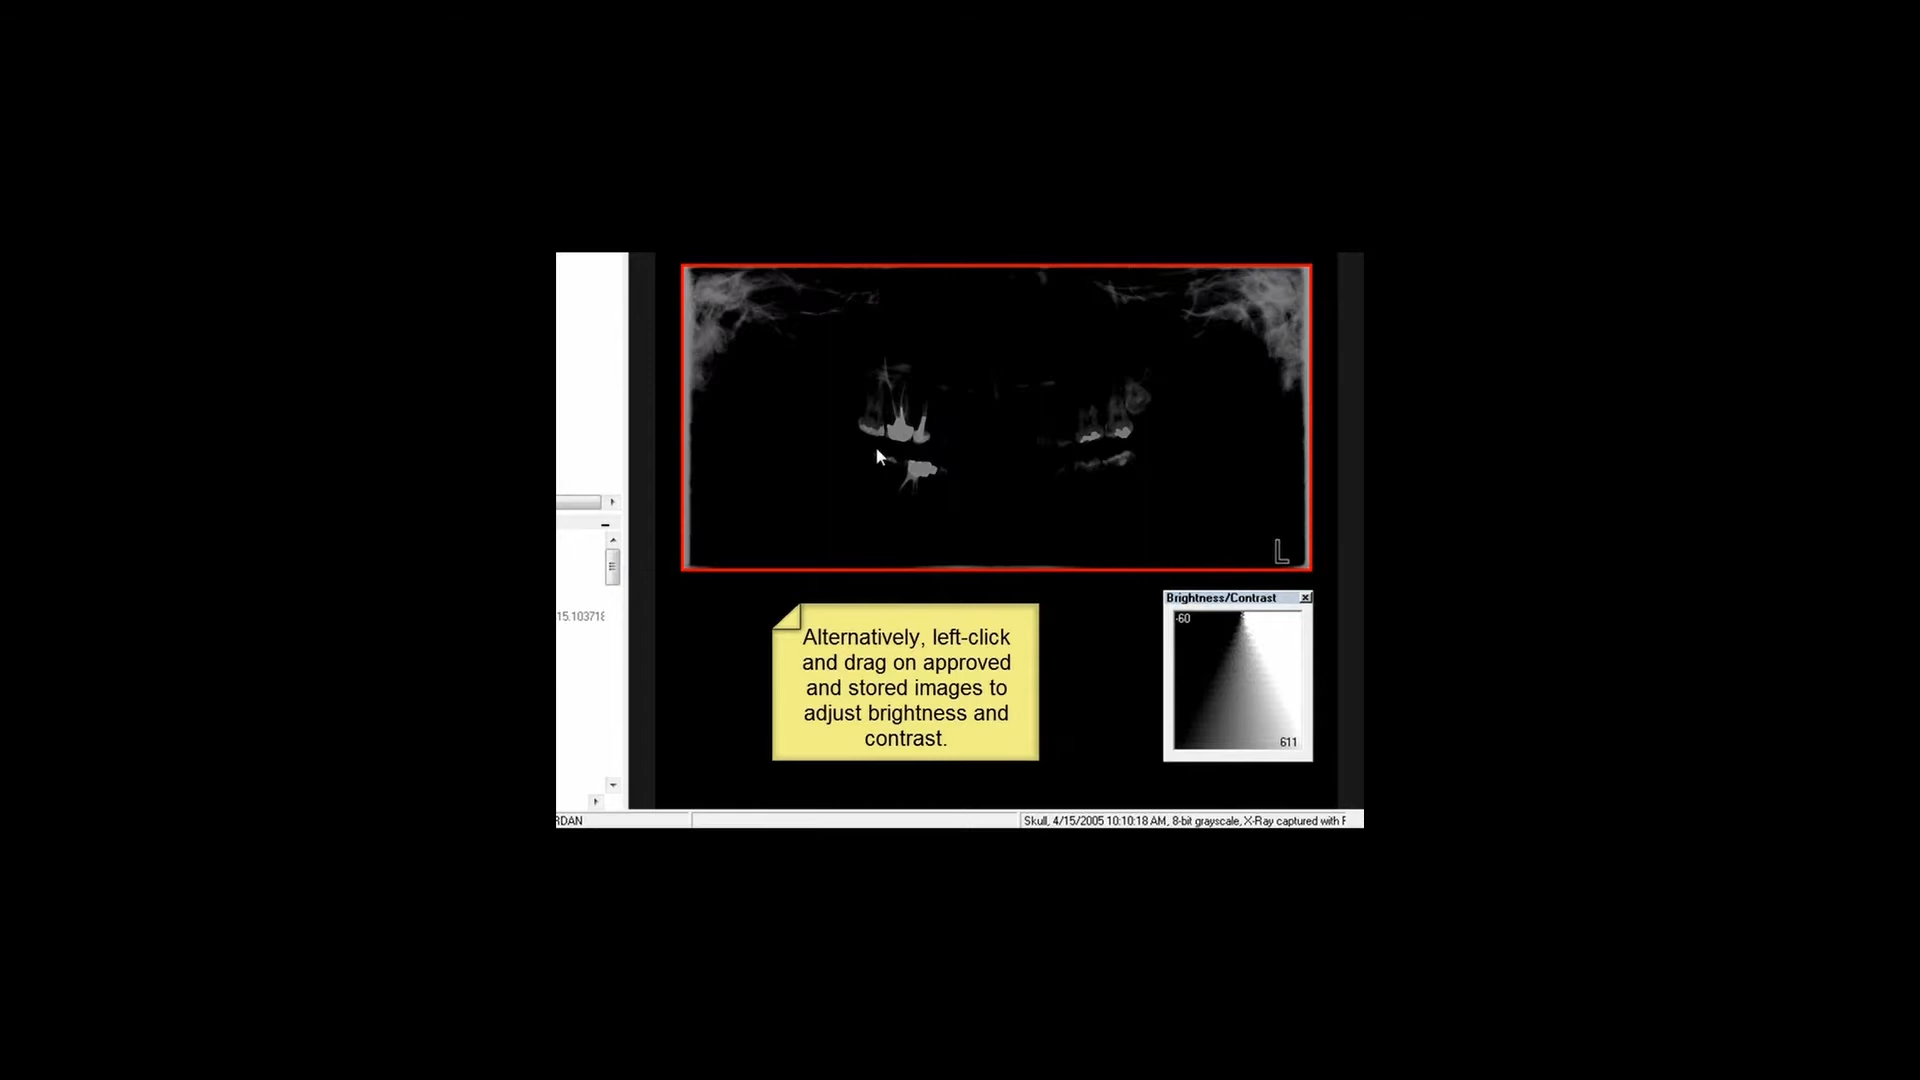 L
15.103718
Alternatively, left-click
and drag on approved
and stored images to
adjust brightness and
contrast.
Brightness/Contrast
-60
611
RDAN
Skull, 4/15/2005 10:10:18 AM, 8-bit grayscale, X-Ray captured with F